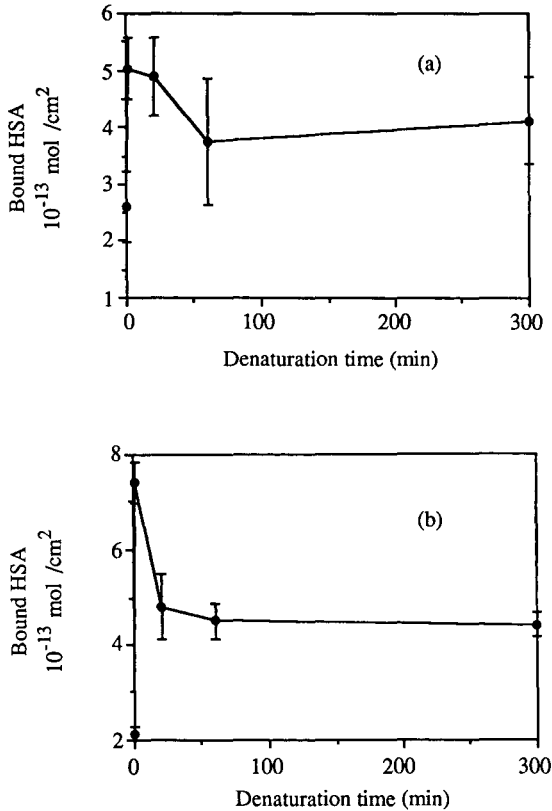 (a)
Bound HSA
10⁻¹³ mol /cm²
6
5
4
3
2
1
0 100 200 300
Denaturation time (min)
(b)
Bound HSA
10⁻¹³ mol /cm²
8
6
4
2
0 100 200 300
Denaturation time (min)